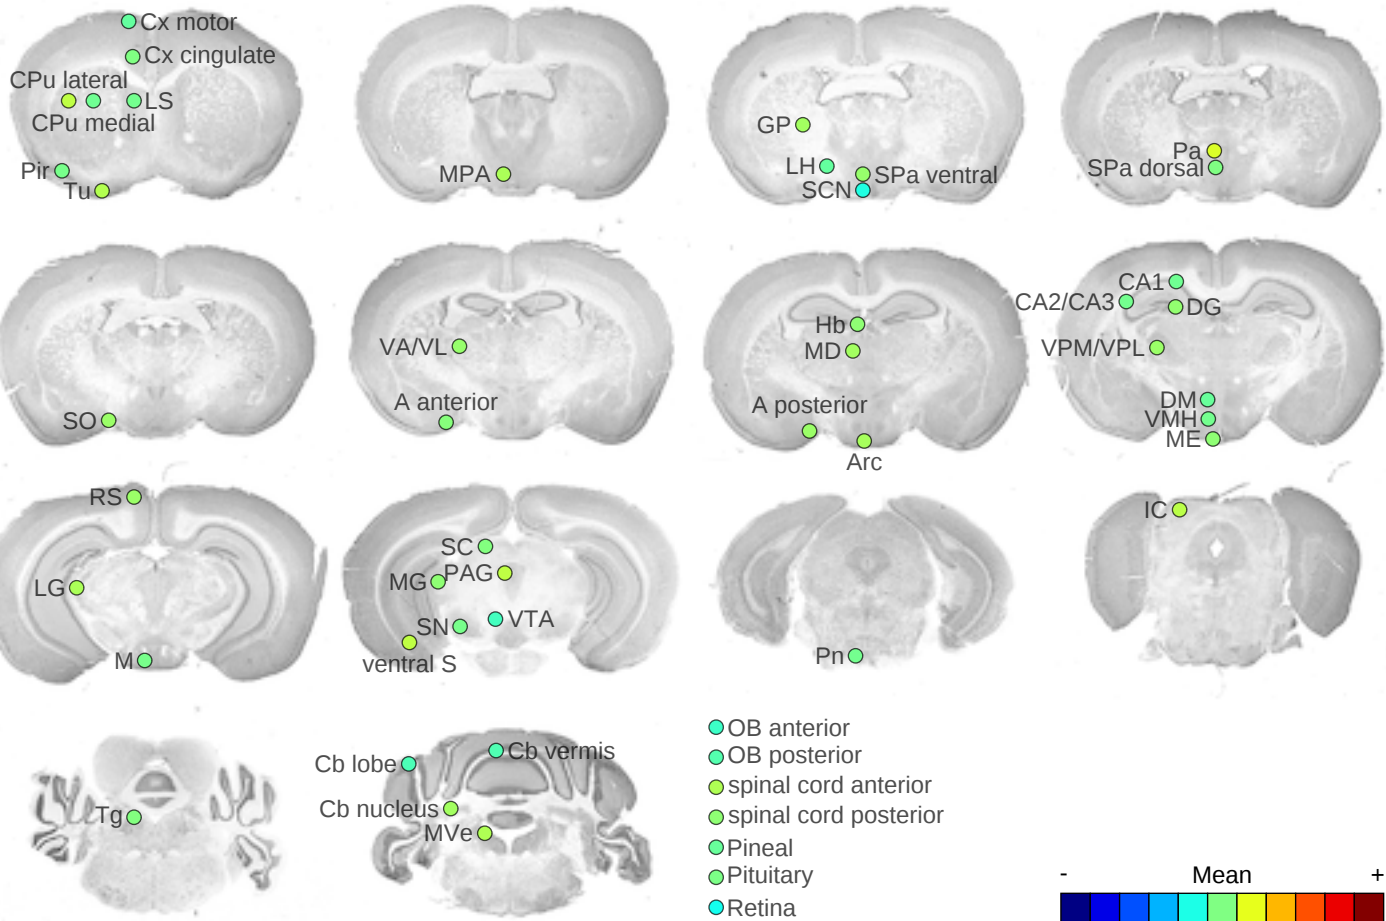 Cx motor
Cx cingulate
CPu lateral
LS
CPu medial
Pir
Tu
MPA
GP
LH
SPa ventral
SCN
Pa
SPa dorsal
SO
VA/VL
A anterior
Hb
MD
A posterior
Arc
CA1
CA2/CA3
DG
VPM/VPL
DM
VMH
ME
RS
LG
M
SC
MG
PAG
SN
VTA
ventral S
Pn
IC
Tg
Cb lobe
Cb vermis
Cb nucleus
MVe
OB anterior
OB posterior
spinal cord anterior
spinal cord posterior
Pineal
Pituitary
Retina
- Mean +